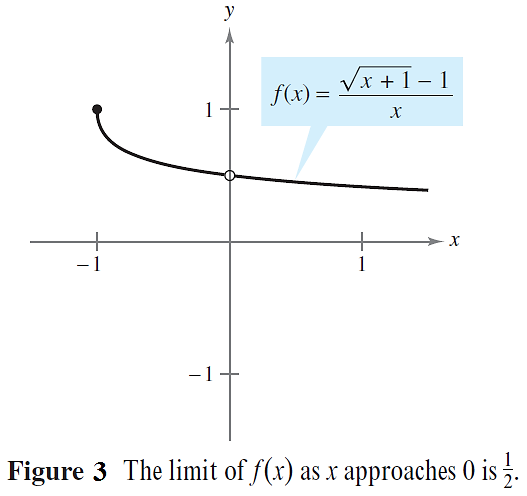 y
f(x) = (√(x + 1) – 1) / x
1
x
–1
1
–1
Figure 3 The limit of f(x) as x approaches 0 is 1/2.